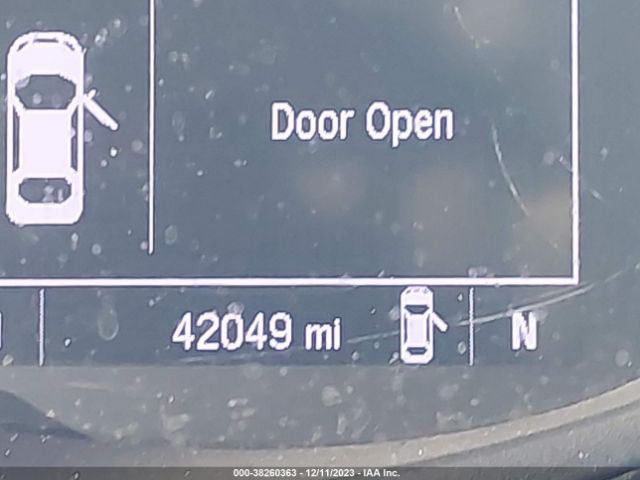 Door Open
42049 mi N
000-38260363 - 12/11/2023 - IAA Inc.